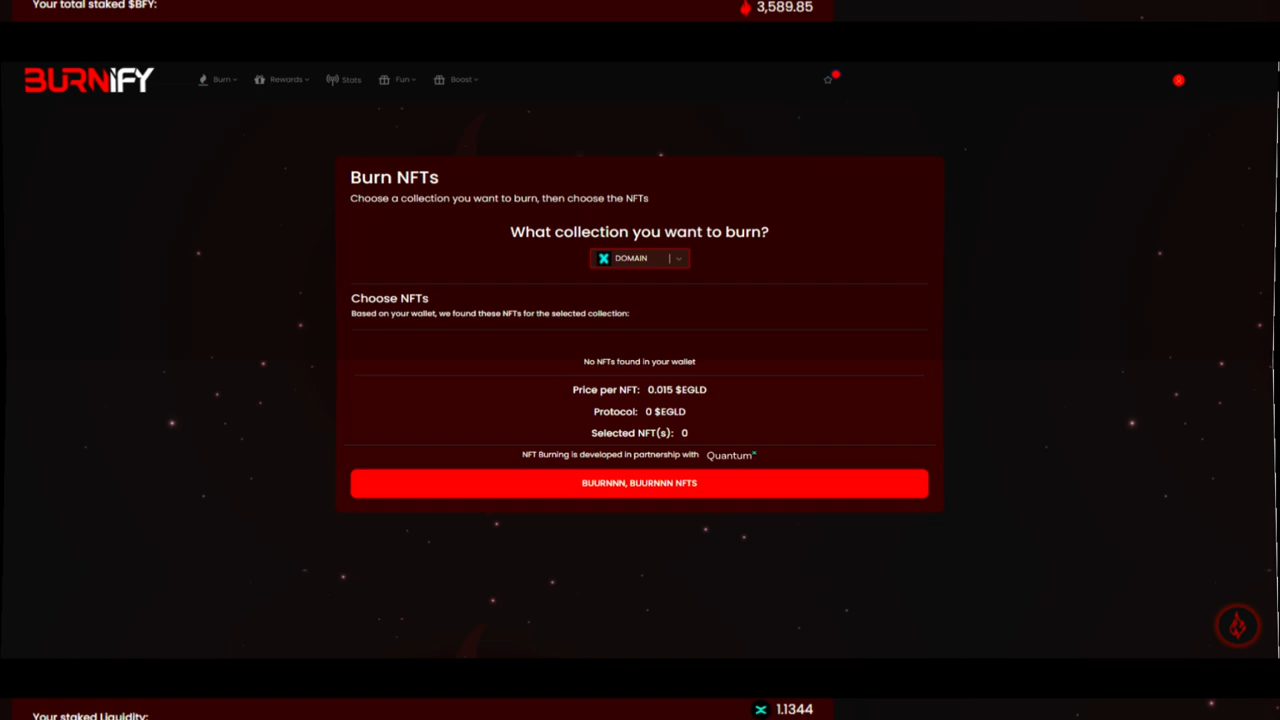 Your total staked $BFY:
3,589.85
BURNIFY
Burn
Rewards
Stats
Fun
Boost
Burn NFTs
Choose a collection you want to burn, then choose the NFTs
What collection you want to burn?
DOMAIN
Choose NFTs
Based on your wallet, we found these NFTs for the selected collection:
No NFTs found in your wallet
Price per NFT: 0.015 $EGLD
Protocol: 0 $EGLD
Selected NFT(s): 0
NFT Burning is developed in partnership with Quantumˣ
BUURNNN, BUURNNN NFTS
Your staked Liquidity:
1.1344